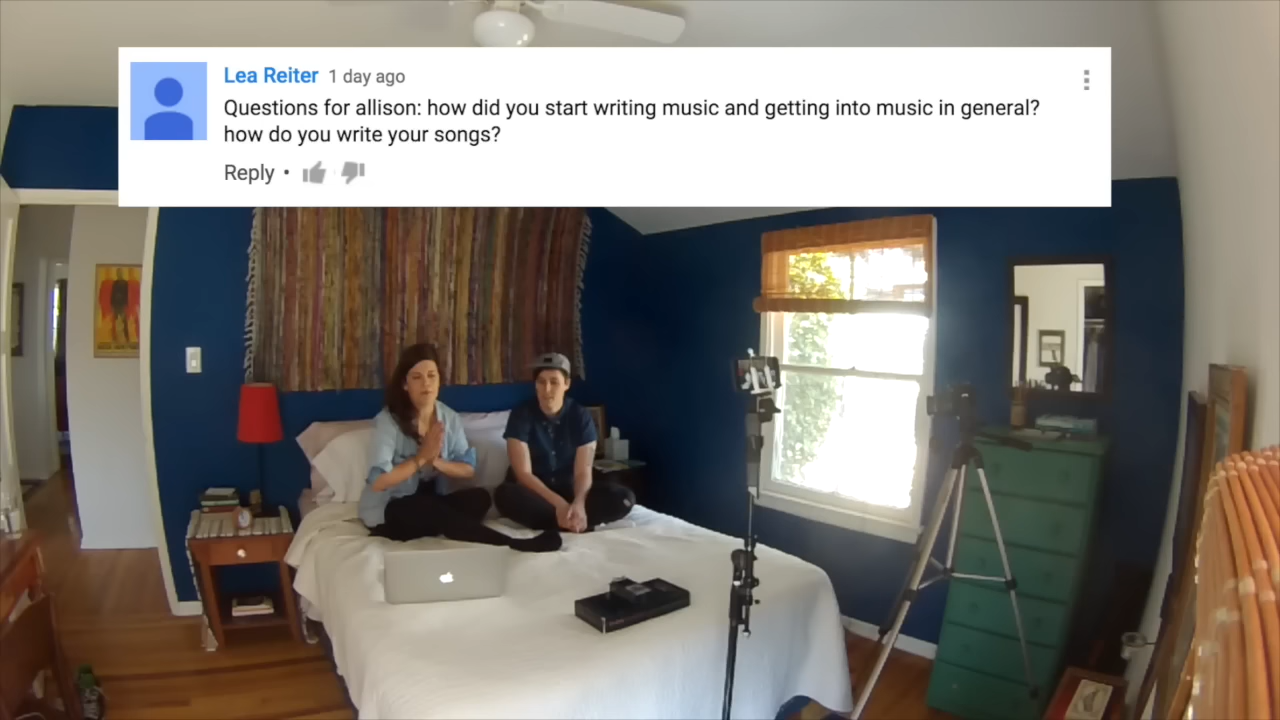 Lea Reiter 1 day ago
Questions for allison: how did you start writing music and getting into music in general?
how do you write your songs?
Reply •